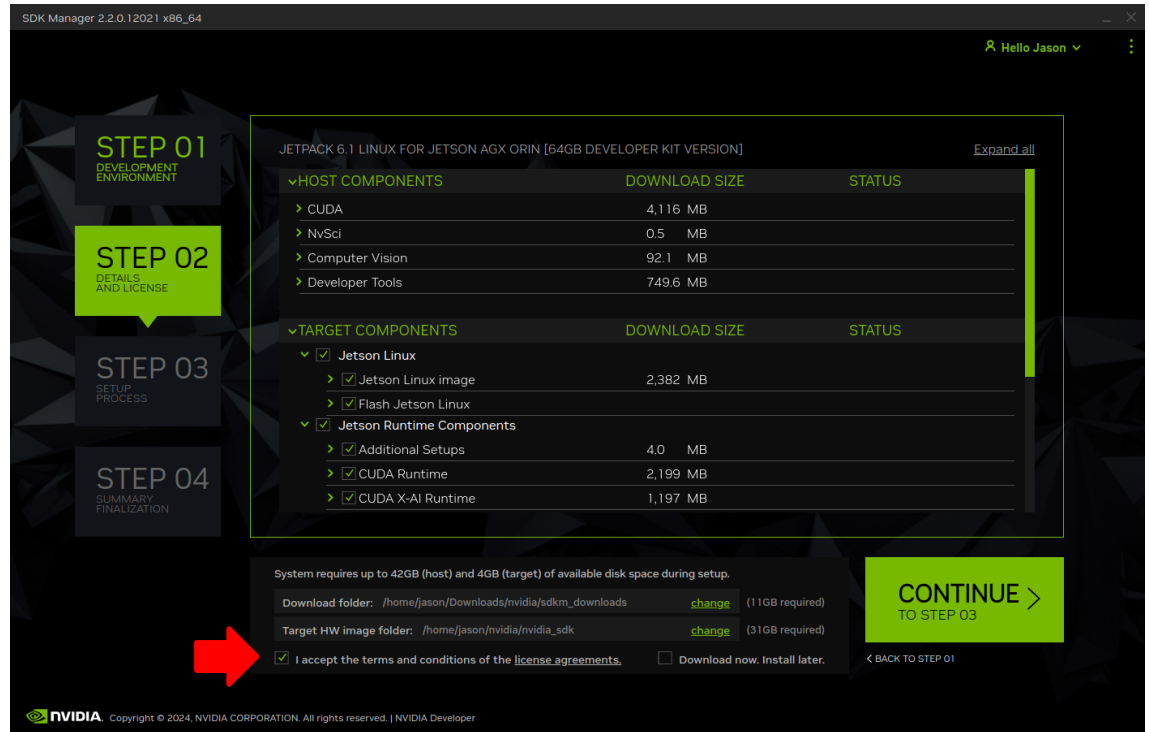 SDK Manager 2.2.0.12021 x86_64
Hello Jason
STEP 01
DEVELOPMENT
ENVIRONMENT
STEP 02
DETAILS
AND LICENSE
STEP 03
SETUP
PROCESS
STEP 04
SUMMARY
FINALIZATION
JETPACK 6.1 LINUX FOR JETSON AGX ORIN [64GB DEVELOPER KIT VERSION] Expand all
HOST COMPONENTS DOWNLOAD SIZE STATUS
CUDA 4,116 MB
NvSci 0.5 MB
Computer Vision 92.1 MB
Developer Tools 749.6 MB
TARGET COMPONENTS DOWNLOAD SIZE STATUS
Jetson Linux
Jetson Linux image 2,382 MB
Flash Jetson Linux
Jetson Runtime Components
Additional Setups 4.0 MB
CUDA Runtime 2,199 MB
CUDA X-AI Runtime 1,197 MB
System requires up to 42GB (host) and 4GB (target) of available disk space during setup.
Download folder: /home/jason/Downloads/nvidia/sdkm_downloads change (11GB required)
Target HW image folder: /home/jason/nvidia/nvidia_sdk change (31GB required)
I accept the terms and conditions of the license agreements. Download now. Install later.
CONTINUE
TO STEP 03
BACK TO STEP 01
NVIDIA. Copyright © 2024, NVIDIA CORPORATION. All rights reserved. | NVIDIA Developer